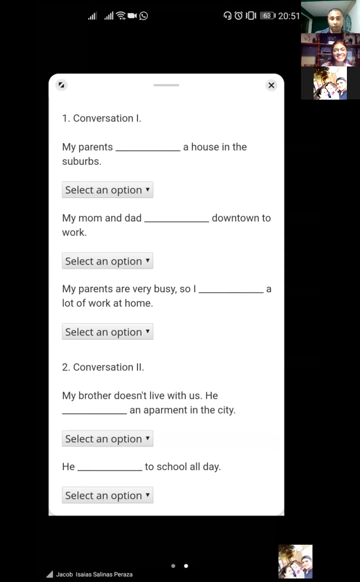 63 20:51
1. Conversation I.
My parents ____________ a house in the
suburbs.
Select an option ▾
My mom and dad ____________ downtown to
work.
Select an option ▾
My parents are very busy, so I ____________ a
lot of work at home.
Select an option ▾
2. Conversation II.
My brother doesn't live with us. He
____________ an aparment in the city.
Select an option ▾
He ____________ to school all day.
Select an option ▾
Jacob Isaias Salinas Peraza